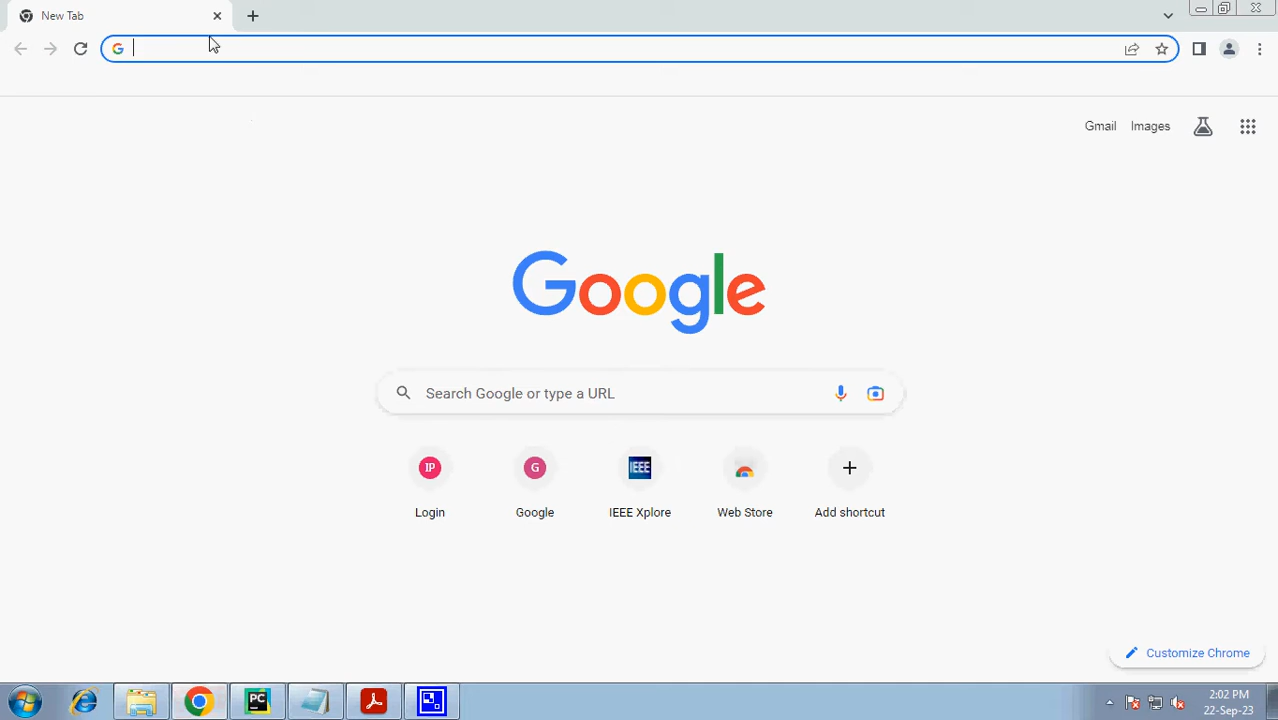 New Tab
Gmail Images
Google
Search Google or type a URL
IP G IEEE
Login Google IEEE Xplore Web Store Add shortcut
Customize Chrome
PC
2:02 PM
22-Sep-23